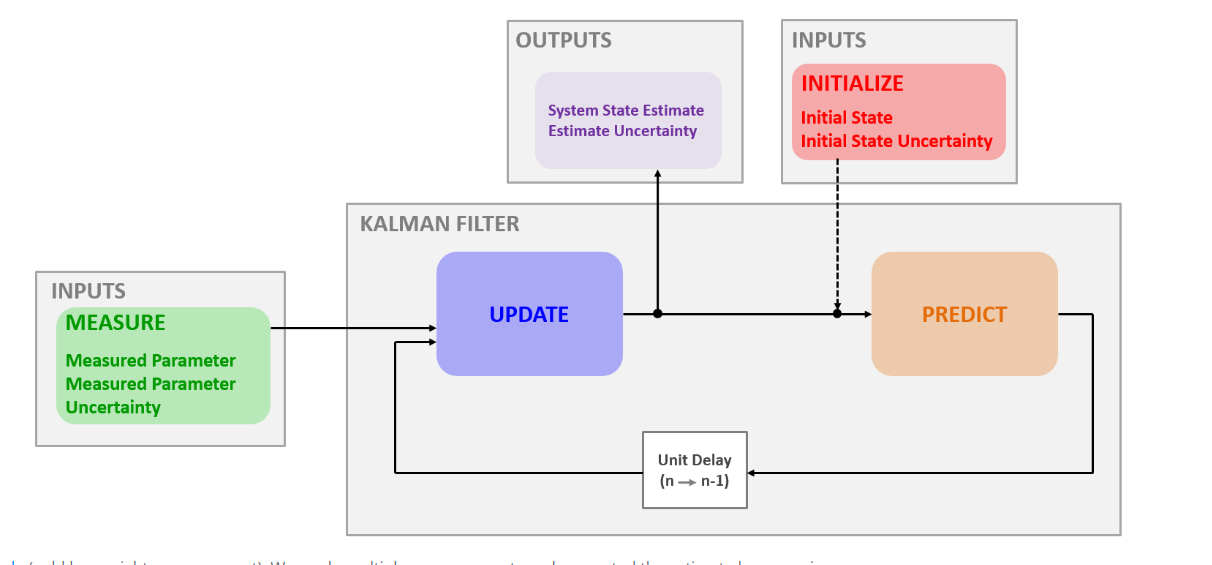 OUTPUTS
System State Estimate
Estimate Uncertainty
INPUTS
INITIALIZE
Initial State
Initial State Uncertainty
KALMAN FILTER
INPUTS
MEASURE
Measured Parameter
Measured Parameter
Uncertainty
UPDATE
PREDICT
Unit Delay
(n → n-1)